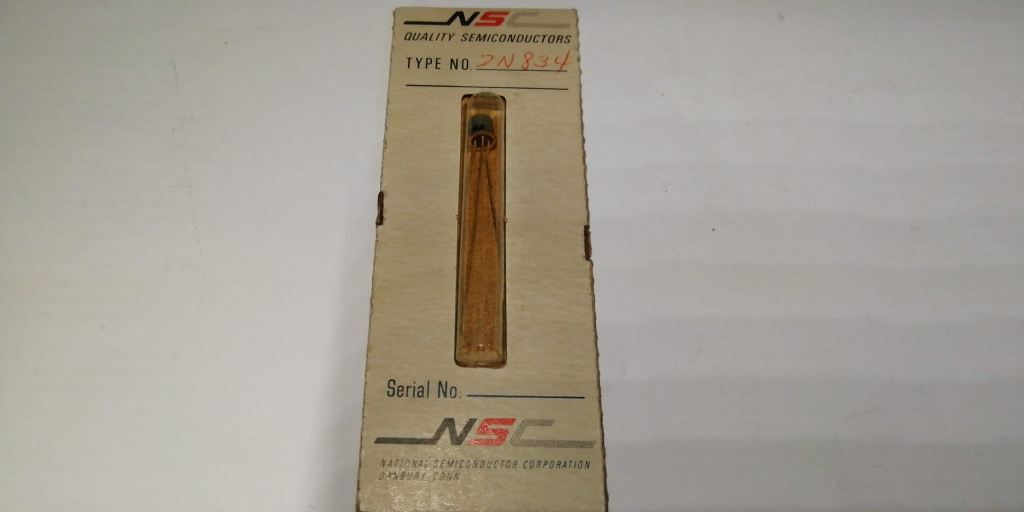 NSC
QUALITY SEMICONDUCTORS
TYPE NO. 2N834
Serial No.
NSC
NATIONAL SEMICONDUCTOR CORPORATION
DANBURY, CONN